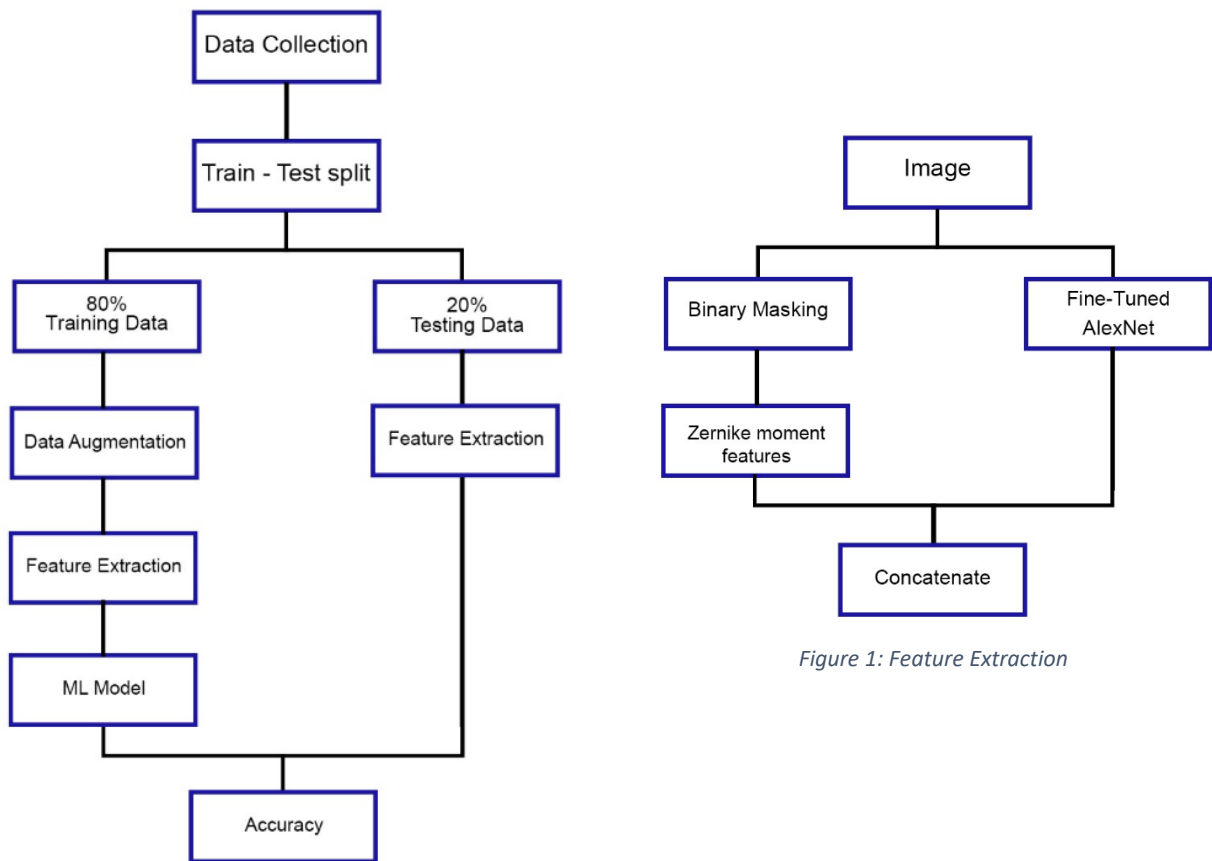 Data Collection
Train - Test split
80%
Training Data
20%
Testing Data
Data Augmentation
Feature Extraction
Feature Extraction
ML Model
Accuracy
Image
Binary Masking
Fine-Tuned
AlexNet
Zernike moment
features
Concatenate
Figure 1: Feature Extraction